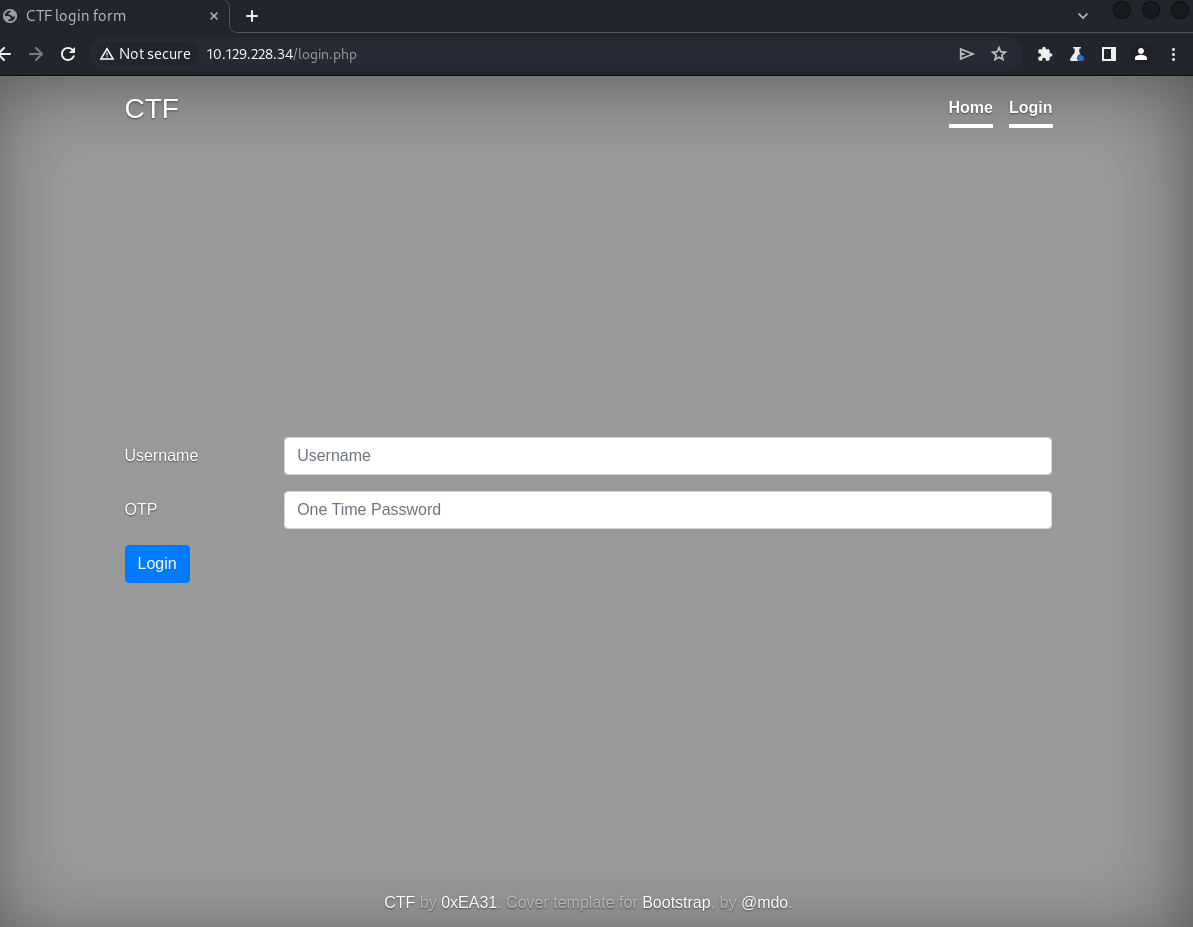 CTF login form
Not secure 10.129.228.34/login.php
CTF Home Login
Username Username
OTP One Time Password
Login
CTF by 0xEA31. Cover template for Bootstrap, by @mdo.